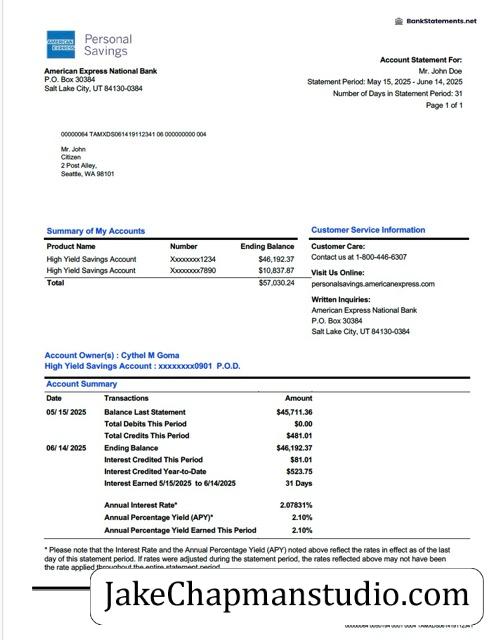 BankStatements.net
AMERICAN EXPRESS
Personal
Savings
American Express National Bank
P.O. Box 30384
Salt Lake City, UT 84130-0384
Account Statement For:
Mr. John Doe
Statement Period: May 15, 2025 - June 14, 2025
Number of Days in Statement Period: 31
Page 1 of 1
00000064 TAMXDS061419112341 06 000000000 004
Mr. John
Citizen
2 Post Alley,
Seattle, WA 98101
Summary of My Accounts
Product Name Number Ending Balance
High Yield Savings Account Xxxxxxxx1234 $46,192.37
High Yield Savings Account Xxxxxxxx7890 $10,837.87
Total $57,030.24
Customer Service Information
Customer Care:
Contact us at 1-800-446-6307
Visit Us Online:
personalsavings.americanexpress.com
Written Inquiries:
American Express National Bank
P.O. Box 30384
Salt Lake City, UT 84130-0384
Account Owner(s) : Cythel M Goma
High Yield Savings Account : xxxxxxxx0901 P.O.D.
Account Summary
Date Transactions Amount
05/ 15/ 2025 Balance Last Statement $45,711.36
Total Debits This Period $0.00
Total Credits This Period $481.01
06/ 14/ 2025 Ending Balance $46,192.37
Interest Credited This Period $81.01
Interest Credited Year-to-Date $523.75
Interest Earned 5/15/2025 to 6/14/2025 31 Days
Annual Interest Rate* 2.07831%
Annual Percentage Yield (APY)* 2.10%
Annual Percentage Yield Earned This Period 2.10%
* Please note that the Interest Rate and the Annual Percentage Yield (APY) noted above reflect the rates in effect as of the last
day of this statement period. If rates were adjusted during the statement period, the rates reflected above may not have been
the rate applied throughout the entire statement period.
JakeChapmanstudio.com